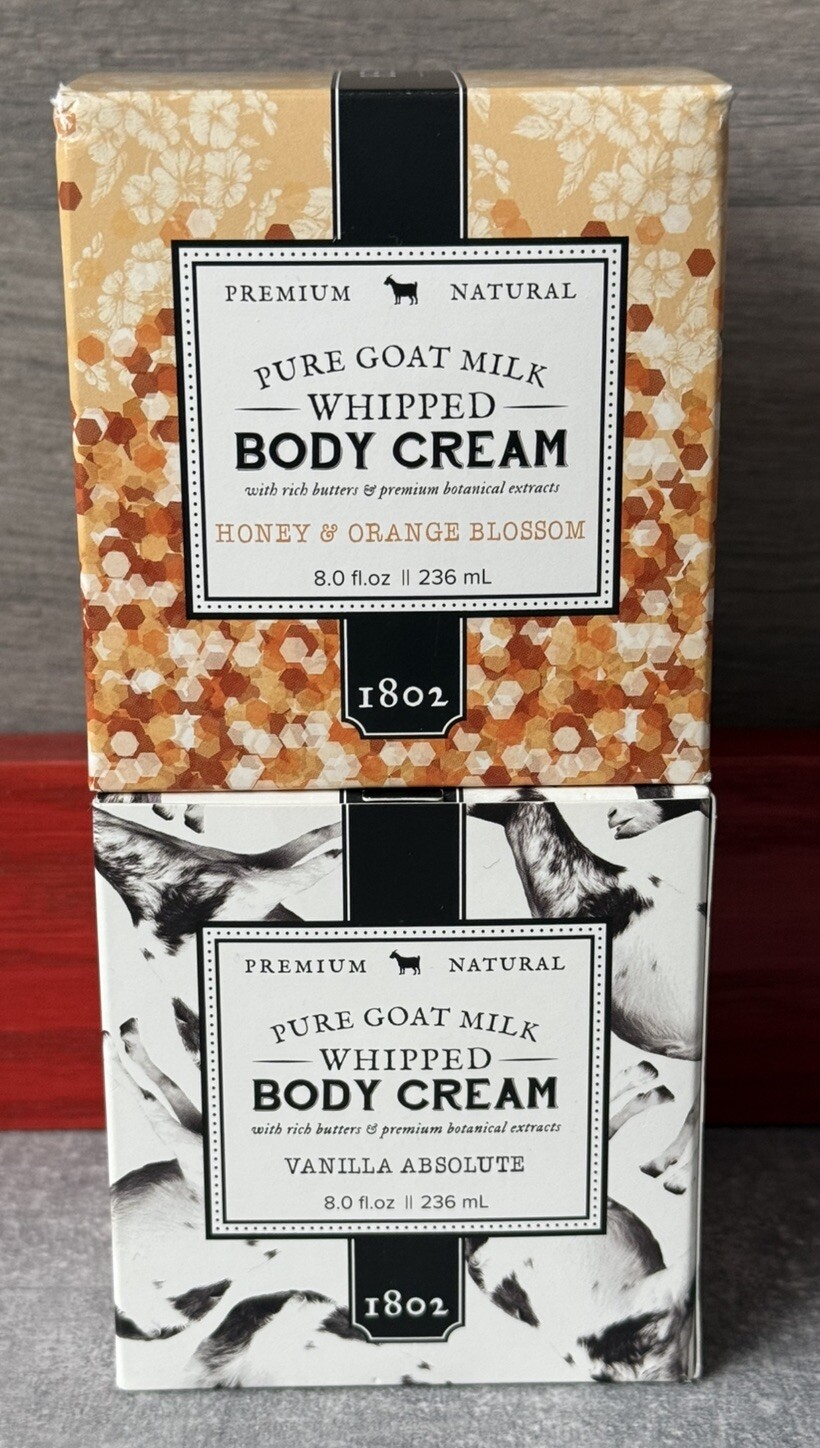 PREMIUM NATURAL
PURE GOAT MILK
WHIPPED
BODY CREAM
with rich butters & premium botanical extracts
HONEY & ORANGE BLOSSOM
8.0 fl.oz || 236 mL
1802
PREMIUM NATURAL
PURE GOAT MILK
WHIPPED
BODY CREAM
with rich butters & premium botanical extracts
VANILLA ABSOLUTE
8.0 fl.oz || 236 mL
1802